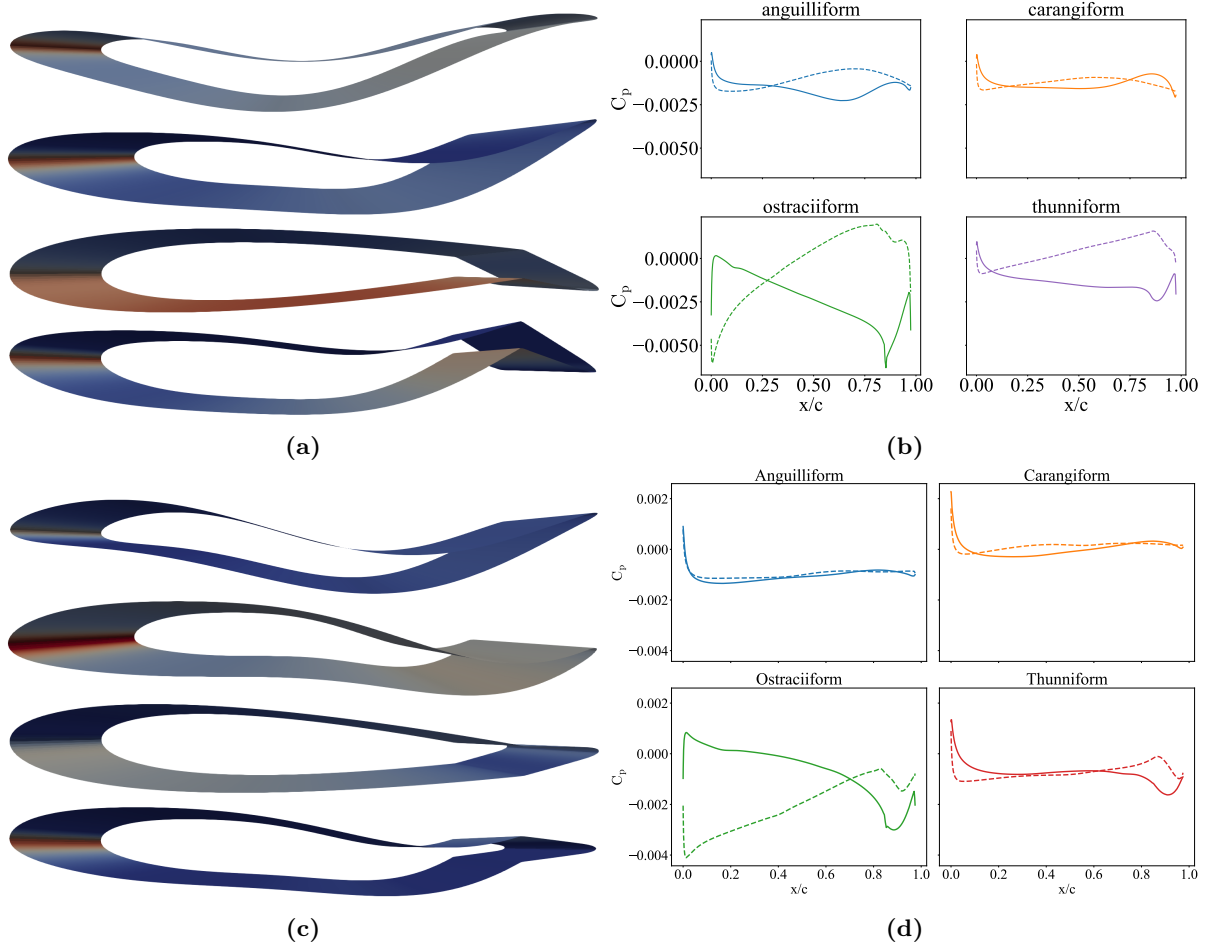 anguilliform carangiform
0.0000
−0.0025
−0.0050
C_p
ostraciiform thunniform
0.0000
−0.0025
−0.0050
C_p
0.00 0.25 0.50 0.75 1.00 0.00 0.25 0.50 0.75 1.00
x/c x/c
(a) (b)
Anguilliform Carangiform
0.002
0.000
−0.002
−0.004
C_p
Ostraciiform Thunniform
0.002
0.000
−0.002
−0.004
C_p
0.0 0.2 0.4 0.6 0.8 1.0 0.0 0.2 0.4 0.6 0.8 1.0
x/c x/c
(c) (d)